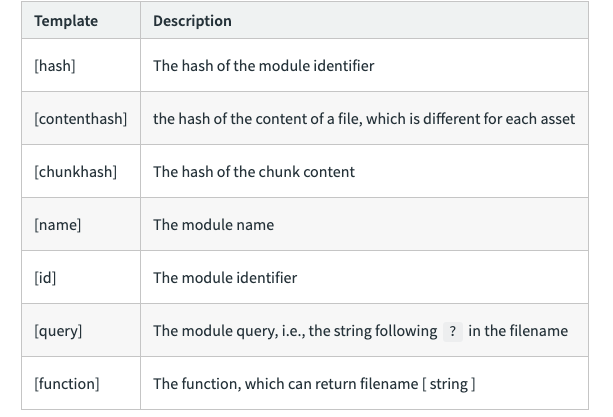 Template Description
[hash] The hash of the module identifier
[contenthash] the hash of the content of a file, which is different for each asset
[chunkhash] The hash of the chunk content
[name] The module name
[id] The module identifier
[query] The module query, i.e., the string following ? in the filename
[function] The function, which can return filename [ string ]